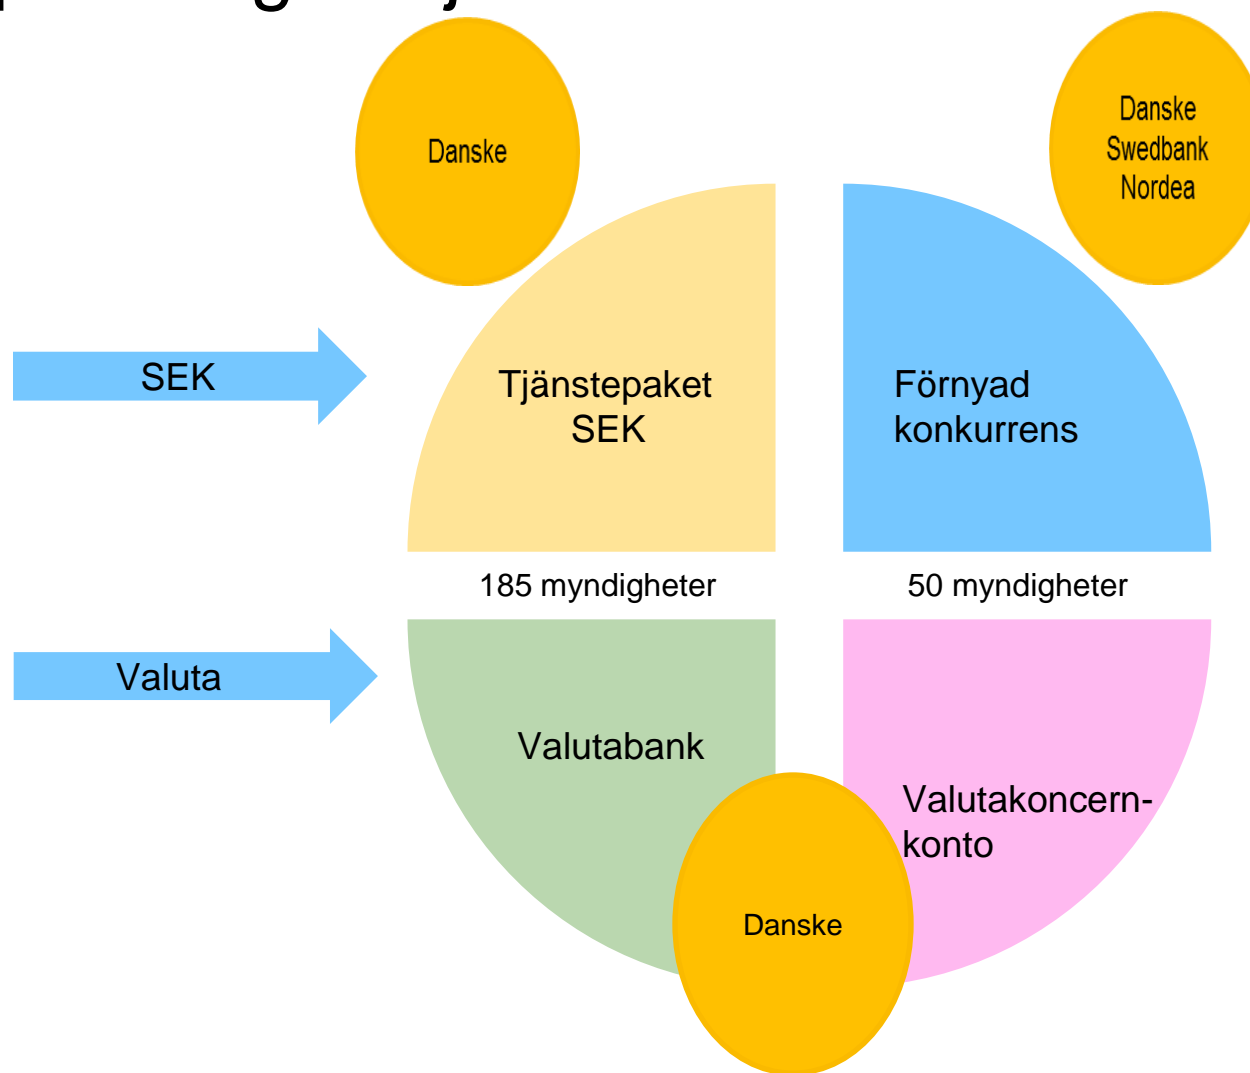 Danske
Danske
Swedbank
Nordea
SEK
Tjänstepaket
SEK
Förnyad
konkurrens
185 myndigheter
50 myndigheter
Valuta
Valutabank
Valutakoncern-
konto
Danske